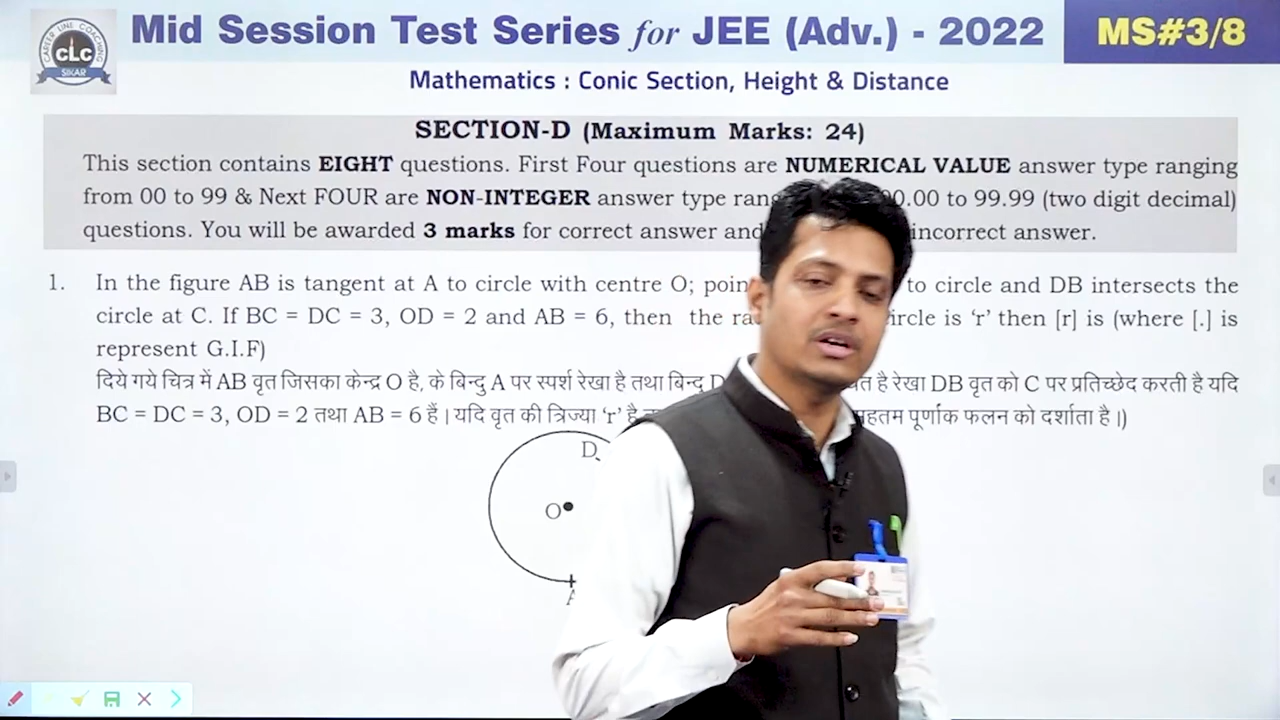 Mid Session Test Series for JEE (Adv.) - 2022
MS#3/8
CAREER LINE COACHING
CLC
SIKAR
Mathematics : Conic Section, Height & Distance
SECTION-D (Maximum Marks: 24)
This section contains EIGHT questions. First Four questions are NUMERICAL VALUE answer type ranging
from 00 to 99 & Next FOUR are NON-INTEGER answer type 0.00 to 99.99 (two digit decimal)
questions. You will be awarded 3 marks for correct answer and incorrect answer.
1. In the figure AB is tangent at A to circle with centre O; to circle and DB intersects the
circle at C. If BC = DC = 3, OD = 2 and AB = 6, then the is 'r' then [r] is (where [.] is
represent G.I.F)
दिये गये चित्र में AB वृत जिसका केन्द्र O है, के बिन्दु A पर स्पर्श रेखा है तथा बिन्दु D है रेखा DB वृत को C पर प्रतिच्छेद करती है यदि
BC = DC = 3, OD = 2 तथा AB = 6 हैं। यदि वृत की त्रिज्या 'r' है पूर्णाक फलन को दर्शाता है।)
D
O